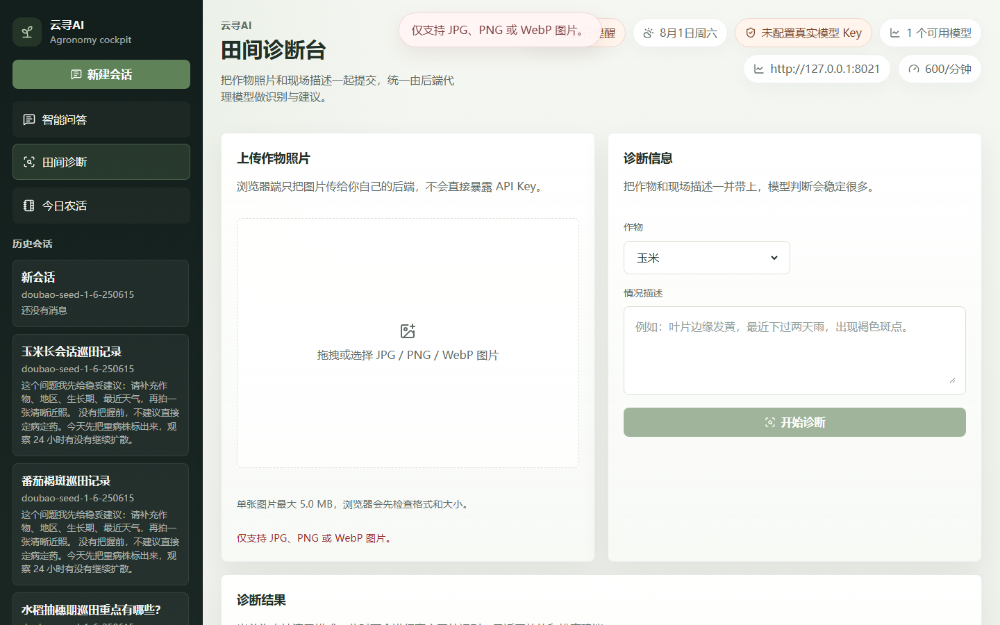 云寻AI
Agronomy cockpit
新建会话
智能问答
田间诊断
今日农活
历史会话
新会话
doubao-seed-1-6-250615
还没有消息
玉米长会话巡田记录
doubao-seed-1-6-250615
这个问题我先给稳妥建议：请补充作
物、地区、生长期、最近天气，再拍一
张清晰近照。 没有把握前，不建议直接
定病定药。今天先把重病株标出来，观
察 24 小时有没有继续扩散。
番茄褐斑巡田记录
doubao-seed-1-6-250615
这个问题我先给稳妥建议：请补充作
物、地区、生长期、最近天气，再拍一
张清晰近照。 没有把握前，不建议直接
定病定药。今天先把重病株标出来，观
察 24 小时有没有继续扩散。
水稻抽穗期巡田重点有哪些？
云寻AI
田间诊断台
把作物照片和现场描述一起提交，统一由后端代
理模型做识别与建议。
仅支持 JPG、PNG 或 WebP 图片。
提醒
8月1日周六
未配置真实模型 Key
1 个可用模型
http://127.0.0.1:8021
600/分钟
上传作物照片
浏览器端只把图片传给你自己的后端，不会直接暴露 API Key。
拖拽或选择 JPG / PNG / WebP 图片
单张图片最大 5.0 MB，浏览器会先检查格式和大小。
仅支持 JPG、PNG 或 WebP 图片。
诊断信息
把作物和现场描述一并带上，模型判断会稳定很多。
作物
玉米
情况描述
例如：叶片边缘发黄，最近下过两天雨，出现褐色斑点。
开始诊断
诊断结果